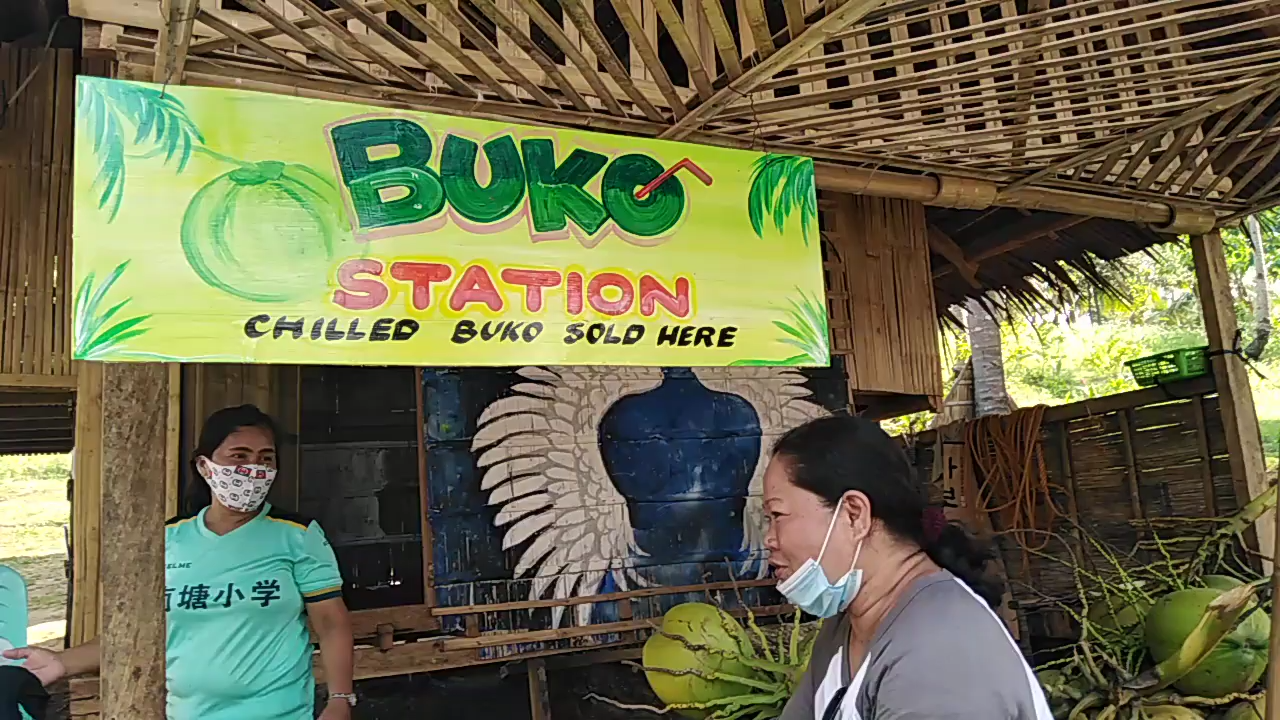 BUKO
STATION
CHILLED BUKO SOLD HERE
塘小学